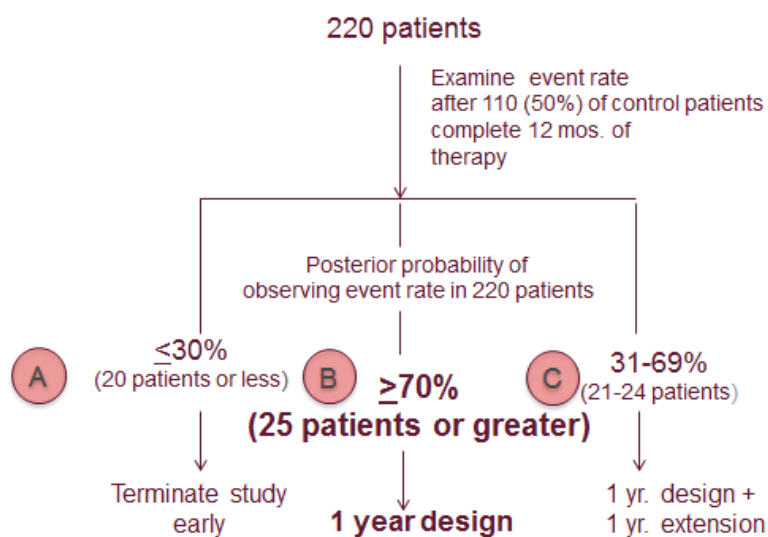 220 patients
Examine event rate
after 110 (50%) of control patients
complete 12 mos. of
therapy
Posterior probability of
observing event rate in 220 patients
A
≤30%
(20 patients or less)
B
≥70%
(25 patients or greater)
C
31-69%
(21-24 patients)
Terminate study
early
1 year design
1 yr. design +
1 yr. extension